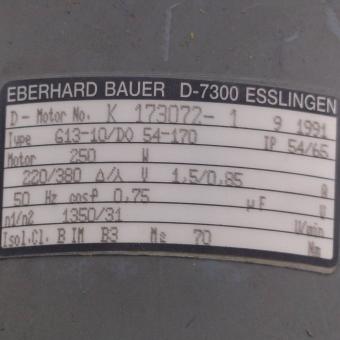 EBERHARD BAUER D-7300 ESSLINGEN
D- Motor No. K 173072-1 9 1991
Type G13-10/DO 54-170 IP 54/65
Motor 250 W
220/380 Δ/⅄ V 1,5/0,85 A
50 Hz cosφ 0,75 μF V
n1/n2 1350/31 U/min
Isol.Cl. B IM B3 M2 70 Nm